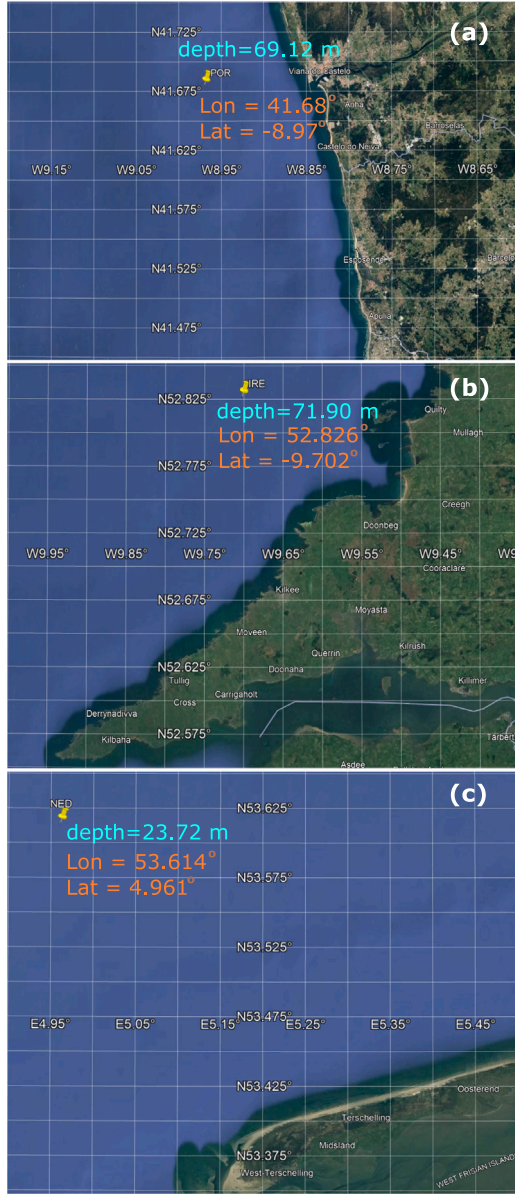 (a)
N41.725°
depth=69.12 m
Viana do Castelo
POR
N41.675°
Lon = 41.68°
Anha
Lat = -8.97°
Barroselas
N41.625°
Castelo do Neiva
W9.15° W9.05° W8.95° W8.85° W8.75° W8.65°
N41.575°
Esposende
Barcelo
N41.525°
Apulia
N41.475°
(b)
IRE
N52.825°
depth=71.90 m
Quilty
Lon = 52.826°
Mullagh
Lat = -9.702°
N52.775°
Creegh
N52.725°
Doonbeg
W9.95° W9.85° W9.75° W9.65° W9.55° W9.45° W9
Cooraclare
Kilkee
N52.675°
Moyasta
Moveen
Querrin
Kilrush
N52.625°
Doonaha
Tullig
Killimer
Carrigaholt
Cross
Derrynadivva
N52.575°
Kilbaha
Tarbert
Asdee
(c)
NED
N53.625°
depth=23.72 m
Lon = 53.614°
N53.575°
Lat = 4.961°
N53.525°
N53.475°
E4.95° E5.05° E5.15° E5.25° E5.35° E5.45°
N53.425°
Oosterend
Terschelling
Midsland
N53.375°
West-Terschelling
WEST FRISIAN ISLAND